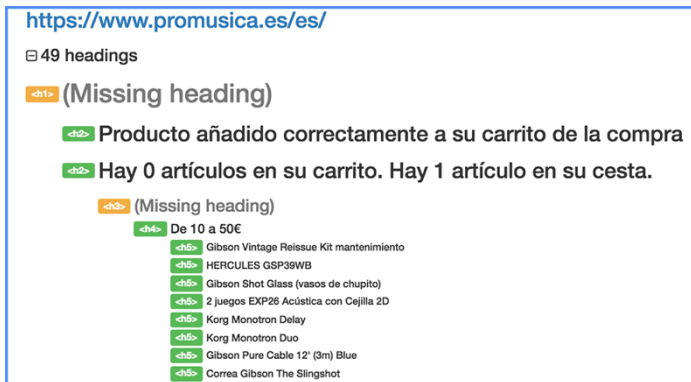 https://www.promusica.es/es/
49 headings
<h1> (Missing heading)
<h2> Producto añadido correctamente a su carrito de la compra
<h2> Hay 0 artículos en su carrito. Hay 1 artículo en su cesta.
<h3> (Missing heading)
<h4> De 10 a 50€
<h5> Gibson Vintage Reissue Kit mantenimiento
<h5> HERCULES GSP39WB
<h5> Gibson Shot Glass (vasos de chupito)
<h5> 2 juegos EXP26 Acústica con Cejilla 2D
<h5> Korg Monotron Delay
<h5> Korg Monotron Duo
<h5> Gibson Pure Cable 12' (3m) Blue
<h5> Correa Gibson The Slingshot